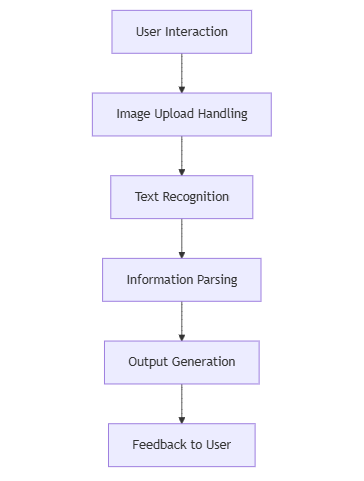 User Interaction
Image Upload Handling
Text Recognition
Information Parsing
Output Generation
Feedback to User